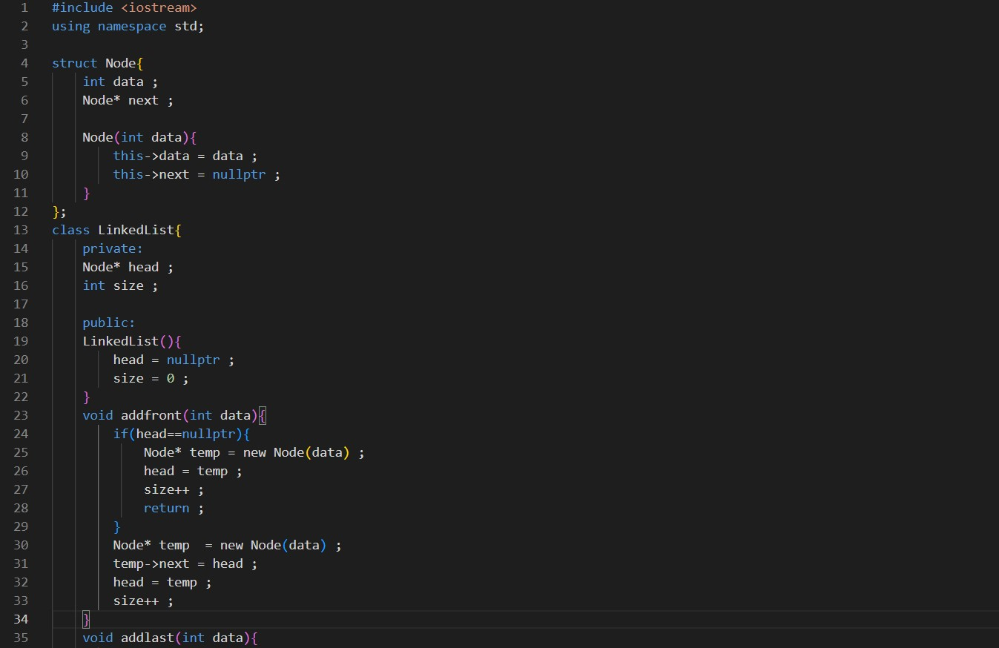 1 #include <iostream>
2 using namespace std;
3
4 struct Node{
5 int data ;
6 Node* next ;
7
8 Node(int data){
9 this->data = data ;
10 this->next = nullptr ;
11 }
12 };
13 class LinkedList{
14 private:
15 Node* head ;
16 int size ;
17
18 public:
19 LinkedList(){
20 head = nullptr ;
21 size = 0 ;
22 }
23 void addfront(int data){
24 if(head==nullptr){
25 Node* temp = new Node(data) ;
26 head = temp ;
27 size++ ;
28 return ;
29 }
30 Node* temp  = new Node(data) ;
31 temp->next = head ;
32 head = temp ;
33 size++ ;
34 }
35 void addlast(int data){